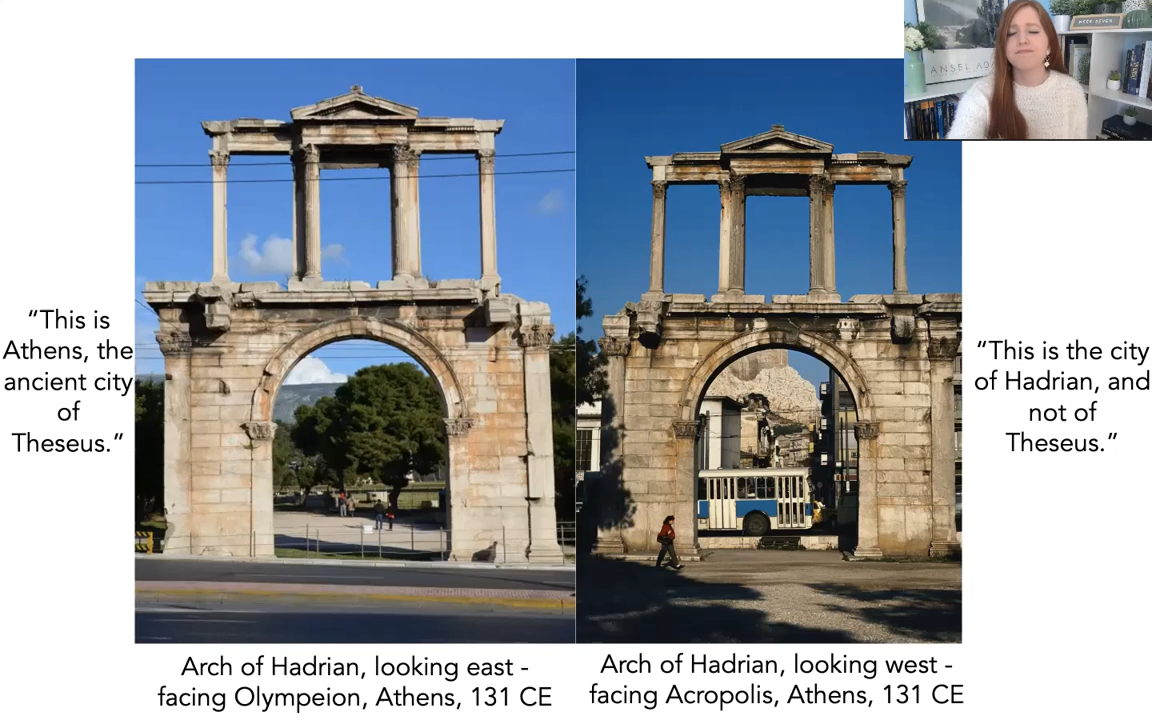 ANSEL ADA
“This is
Athens, the
ancient city
of
Theseus.”
“This is the city
of Hadrian, and
not of
Theseus.”
Arch of Hadrian, looking east -
facing Olympeion, Athens, 131 CE
Arch of Hadrian, looking west -
facing Acropolis, Athens, 131 CE